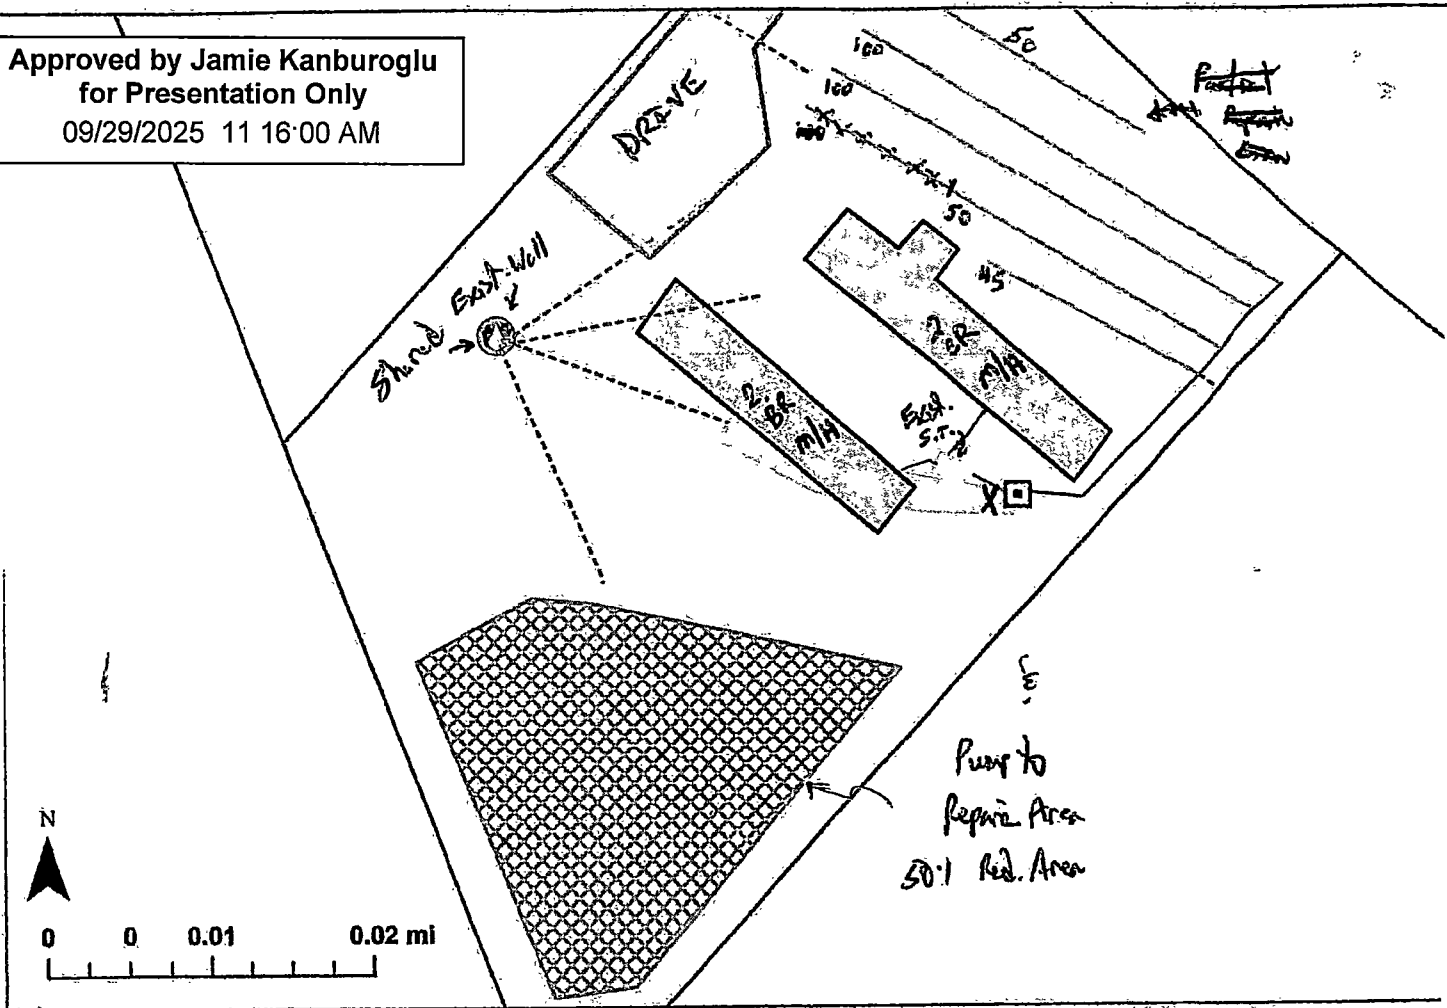 Approved by Jamie Kanburoglu
for Presentation Only
09/29/2025 11 16:00 AM
DRIVE
100
100
50
50
45
Shared Exist. Well
2
BR
M/H
2
BR
M/H
Exist.
S.T.
X
Pump to
Repair Area
50% Red. Area
N
0 0 0.01 0.02 mi